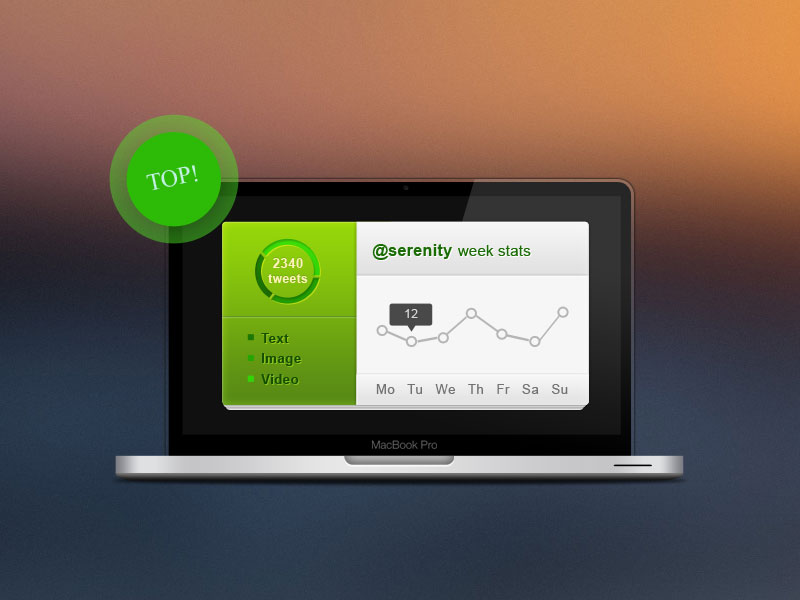 TOP!
2340
tweets
@serenity week stats
Text
Image
Video
12
Mo Tu We Th Fr Sa Su
MacBook Pro